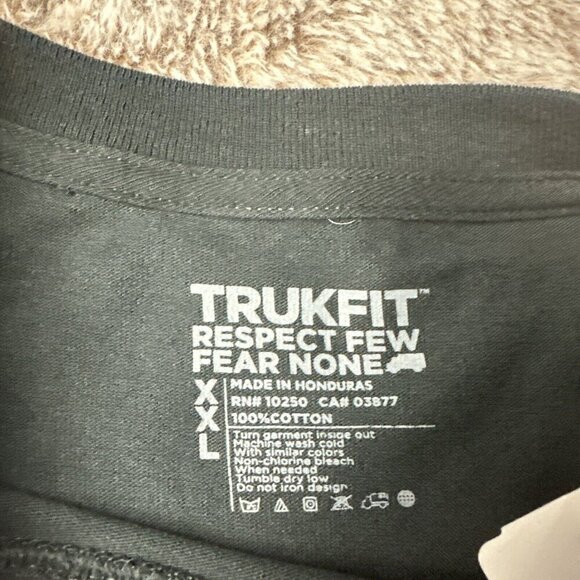 TRUKFIT™
RESPECT FEW
FEAR NONE
XXL
MADE IN HONDURAS
RN# 10250 CA# 03877
100%COTTON
Turn garment inside out
Machine wash cold
With similar colors
Non-chlorine bleach
When needed
Tumble dry low
Do not iron design